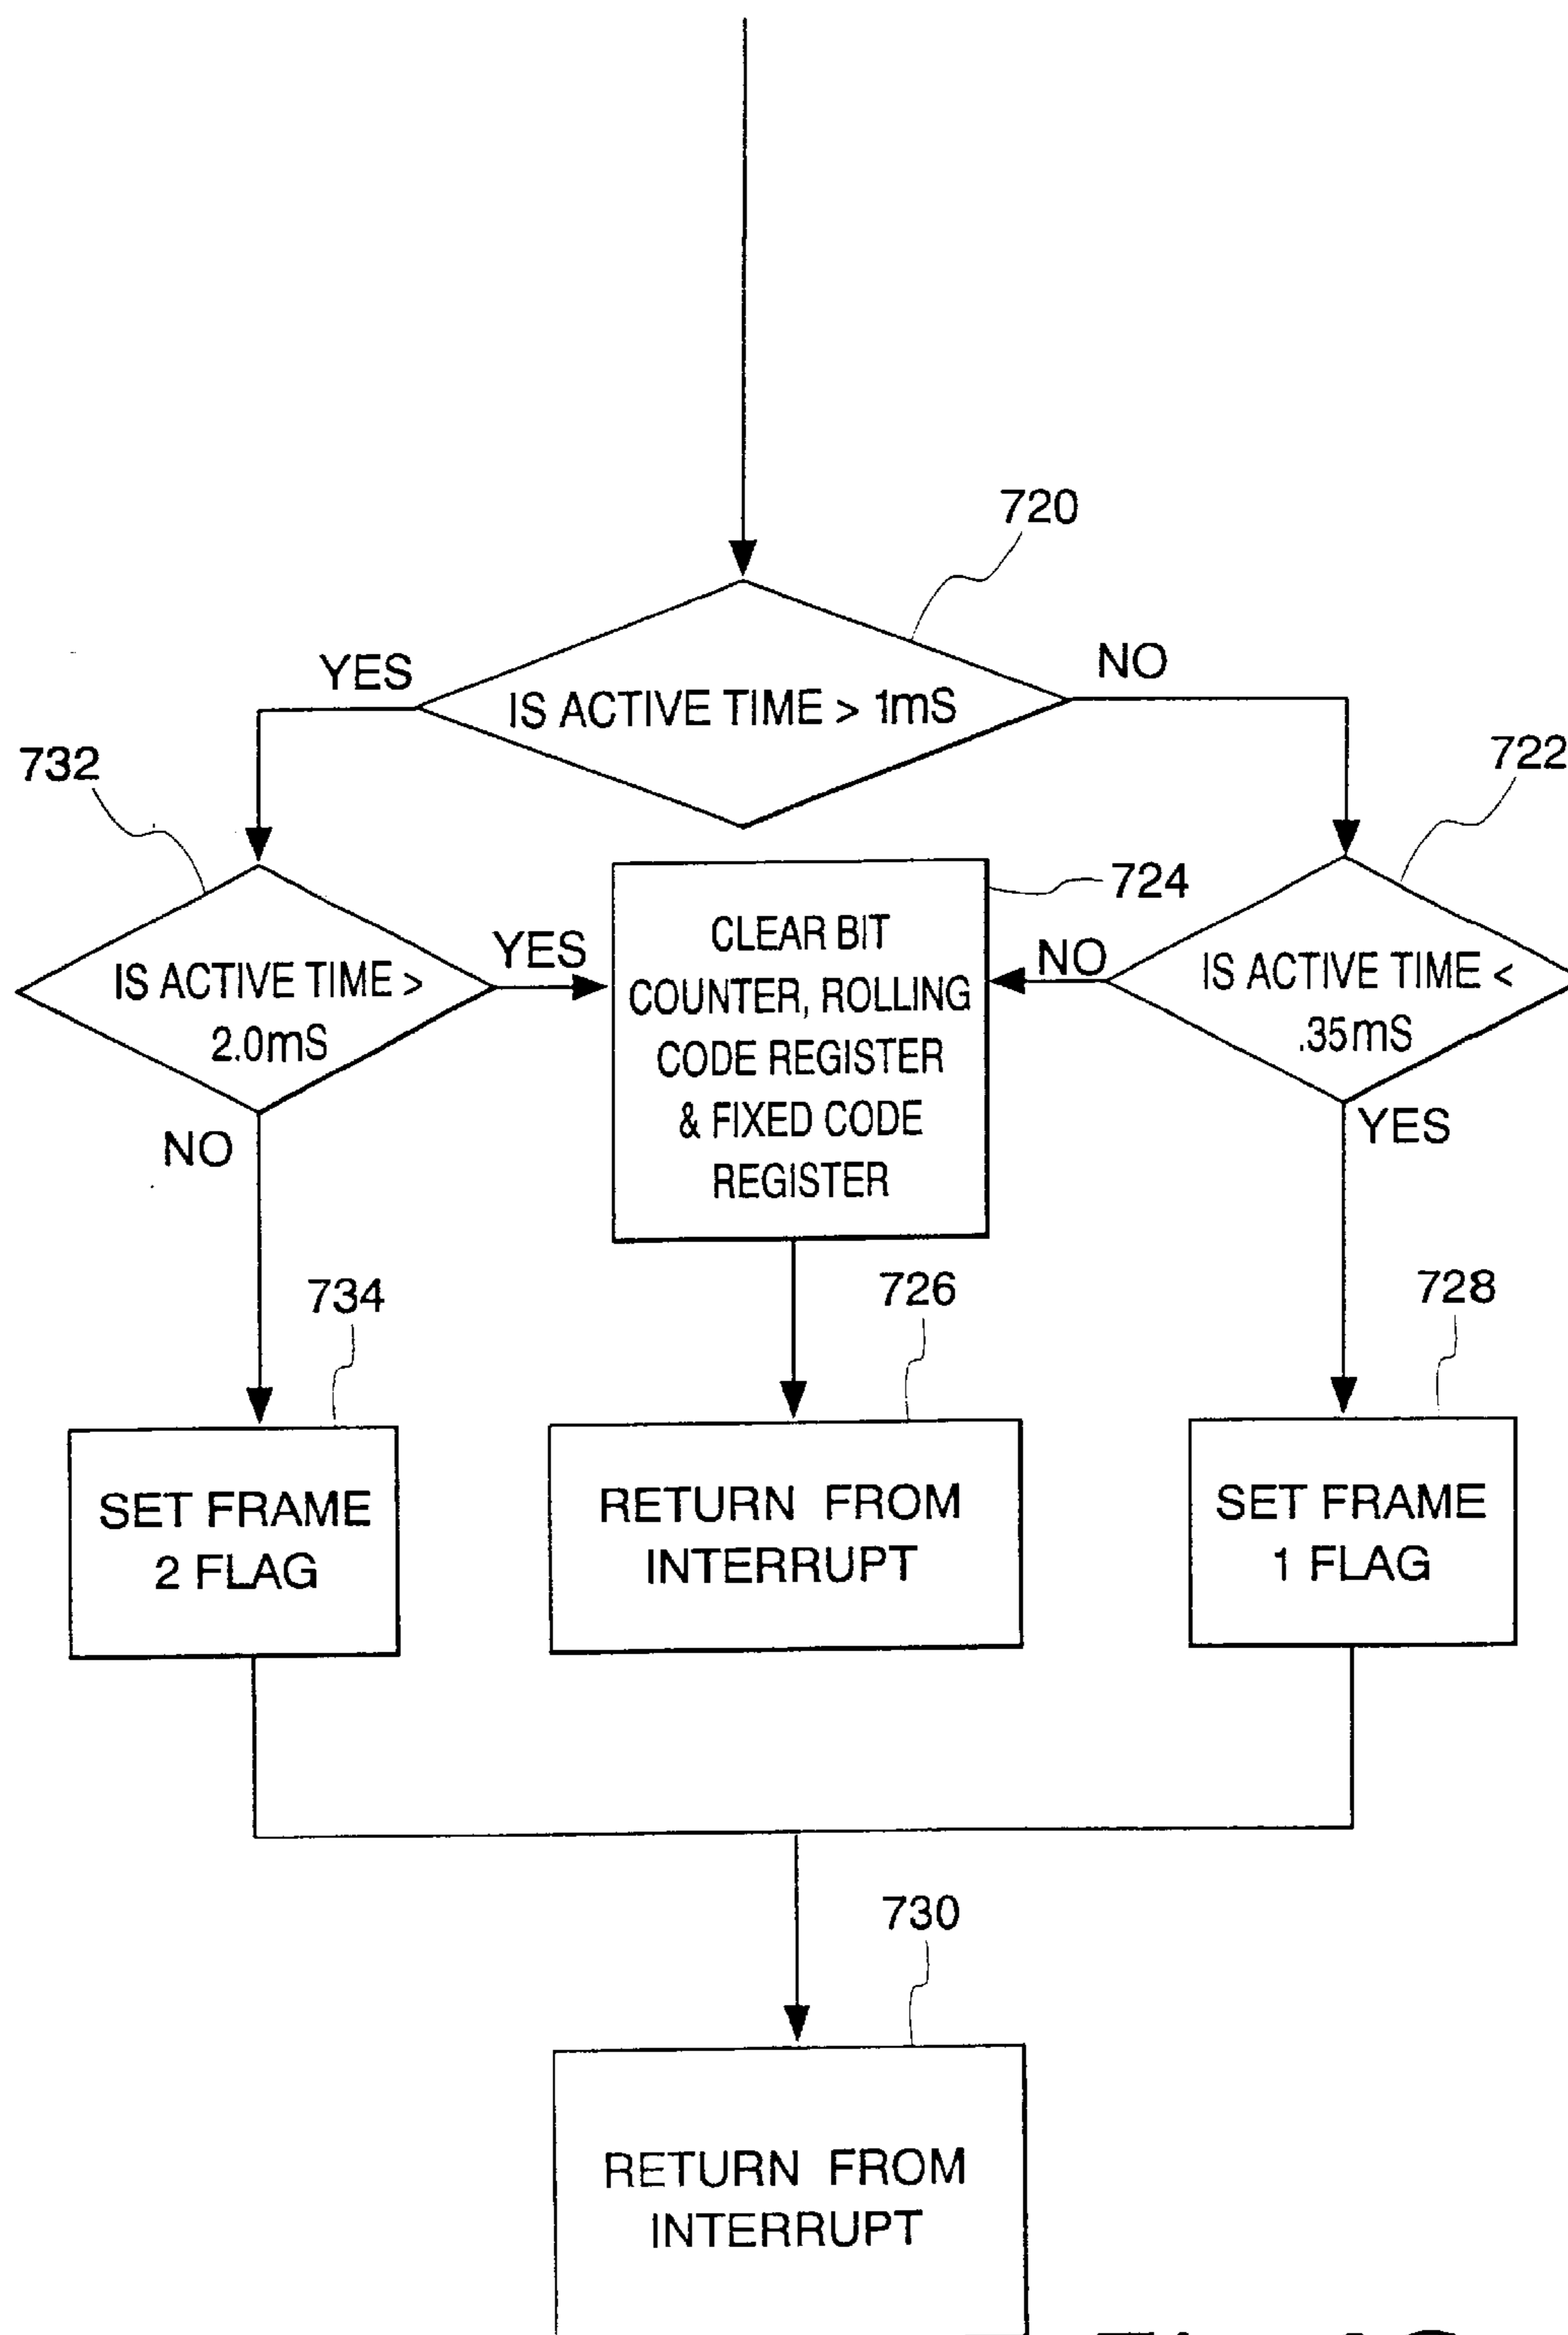 720
YES
NO
IS ACTIVE TIME > 1mS
732
722
724
YES
NO
IS ACTIVE TIME >
2.0mS
CLEAR BIT
COUNTER, ROLLING
CODE REGISTER
& FIXED CODE
REGISTER
IS ACTIVE TIME <
.35mS
NO
YES
734
726
728
SET FRAME
2 FLAG
RETURN FROM
INTERRUPT
SET FRAME
1 FLAG
730
RETURN FROM
INTERRUPT